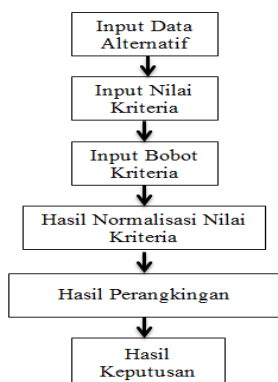 Input Data
Alternatif
Input Nilai
Kriteria
Input Bobot
Kriteria
Hasil Normalisasi Nilai
Kriteria
Hasil Perangkingan
Hasil
Keputusan